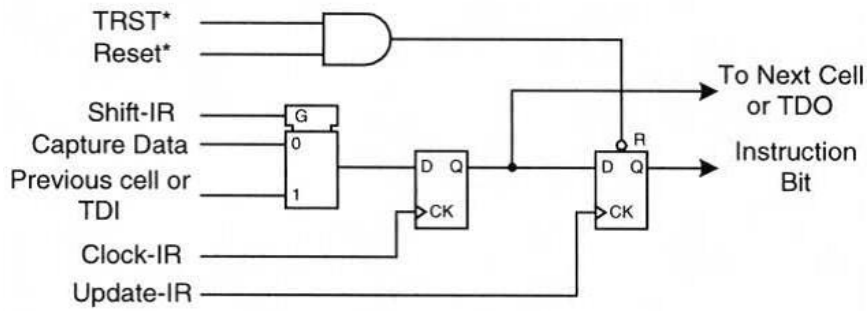 TRST*
Reset*
To Next Cell
or TDO
Shift-IR
G
Capture Data
0
R
D Q
D Q
Instruction
Bit
Previous cell or
TDI
1
CK
CK
Clock-IR
Update-IR